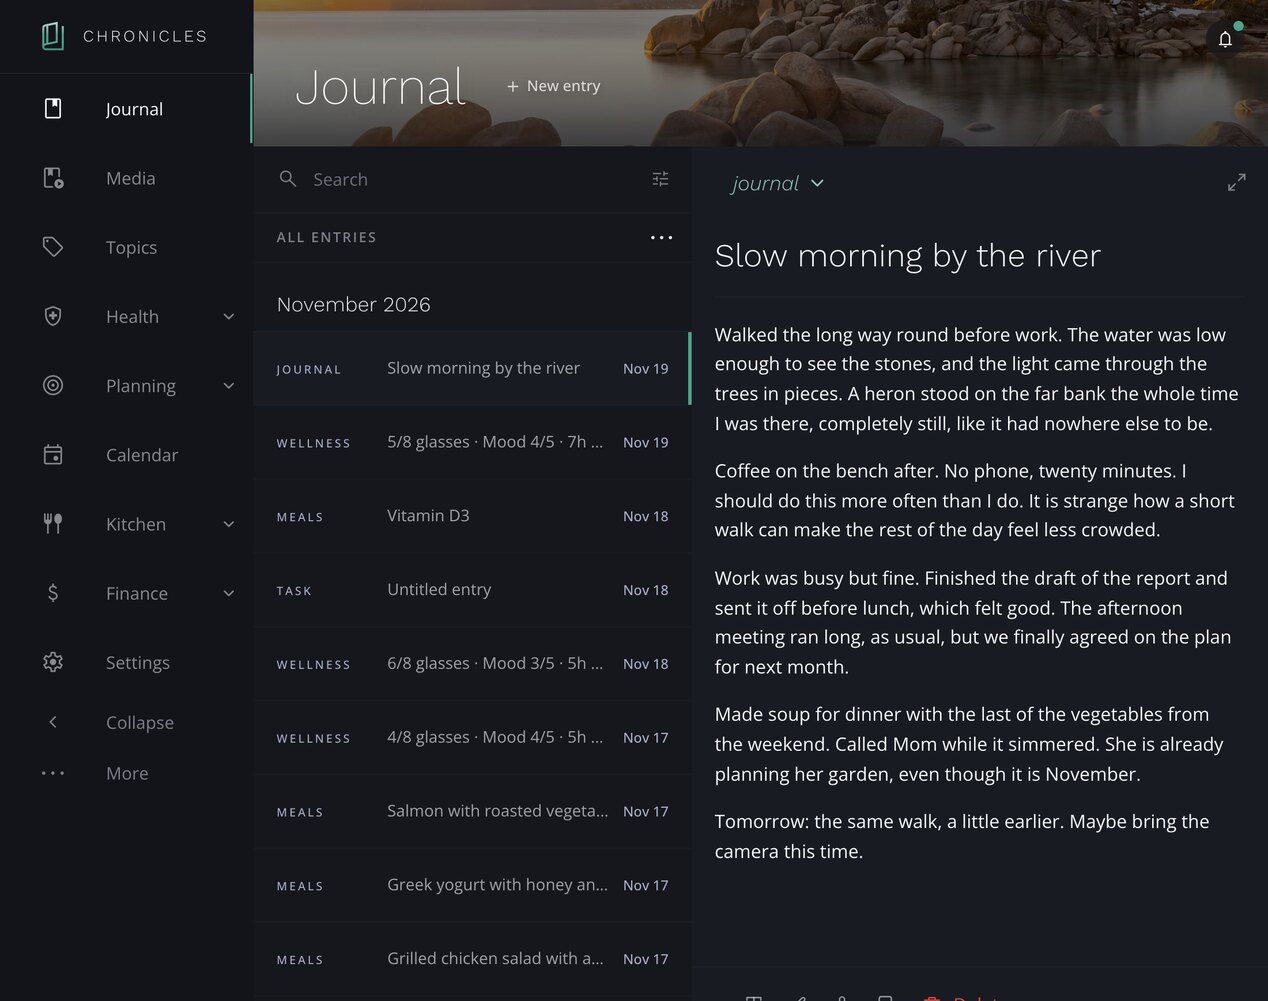 CHRONICLES
Journal
Media
Topics
Health
Planning
Calendar
Kitchen
Finance
Settings
Collapse
More
Journal
+ New entry
Search
ALL ENTRIES
November 2026
JOURNAL Slow morning by the river Nov 19
WELLNESS 5/8 glasses · Mood 4/5 · 7h ... Nov 19
MEALS Vitamin D3 Nov 18
TASK Untitled entry Nov 18
WELLNESS 6/8 glasses · Mood 3/5 · 5h ... Nov 18
WELLNESS 4/8 glasses · Mood 4/5 · 5h ... Nov 17
MEALS Salmon with roasted vegeta... Nov 17
MEALS Greek yogurt with honey an... Nov 17
MEALS Grilled chicken salad with a... Nov 17
journal
Slow morning by the river
Walked the long way round before work. The water was low
enough to see the stones, and the light came through the
trees in pieces. A heron stood on the far bank the whole time
I was there, completely still, like it had nowhere else to be.
Coffee on the bench after. No phone, twenty minutes. I
should do this more often than I do. It is strange how a short
walk can make the rest of the day feel less crowded.
Work was busy but fine. Finished the draft of the report and
sent it off before lunch, which felt good. The afternoon
meeting ran long, as usual, but we finally agreed on the plan
for next month.
Made soup for dinner with the last of the vegetables from
the weekend. Called Mom while it simmered. She is already
planning her garden, even though it is November.
Tomorrow: the same walk, a little earlier. Maybe bring the
camera this time.